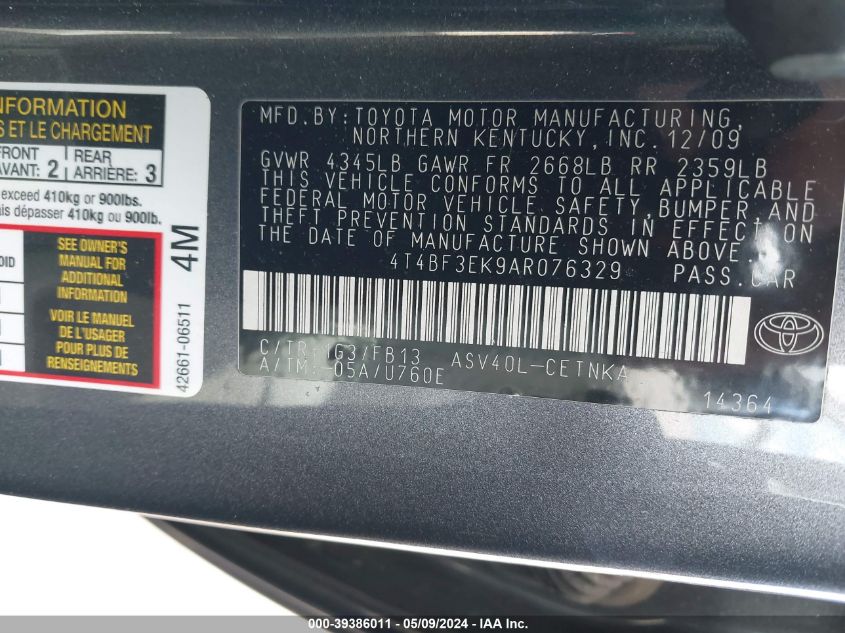 NFORMATION
S ET LE CHARGEMENT
FRONT
AVANT: 2
REAR
ARRIÈRE: 3
exceed 410kg or 900lbs.
ais dépasser 410kg ou 900lb.
OID
SEE OWNER'S
MANUAL FOR
ADDITIONAL
INFORMATION
VOIR LE MANUEL
DE L'USAGER
POUR PLUS DE
RENSEIGNEMENTS
4M
42661-06511
MFD.BY:TOYOTA MOTOR MANUFACTURING,
NORTHERN KENTUCKY,INC.12/09
GVWR 4345LB GAWR FR 2668LB RR 2359LB
THIS VEHICLE CONFORMS TO ALL APPLICABLE
FEDERAL MOTOR VEHICLE SAFETY,BUMPER,AND
THEFT PREVENTION STANDARDS IN EFFECT ON
THE DATE OF MANUFACTURE SHOWN ABOVE.
4T4BF3EK9AR076329 PASS.CAR
C/TR: 1G3/FB13 ASV40L-CETNKA
A/TM:-05A/U760E
14364
000-39386011 - 05/09/2024 - IAA, Inc.